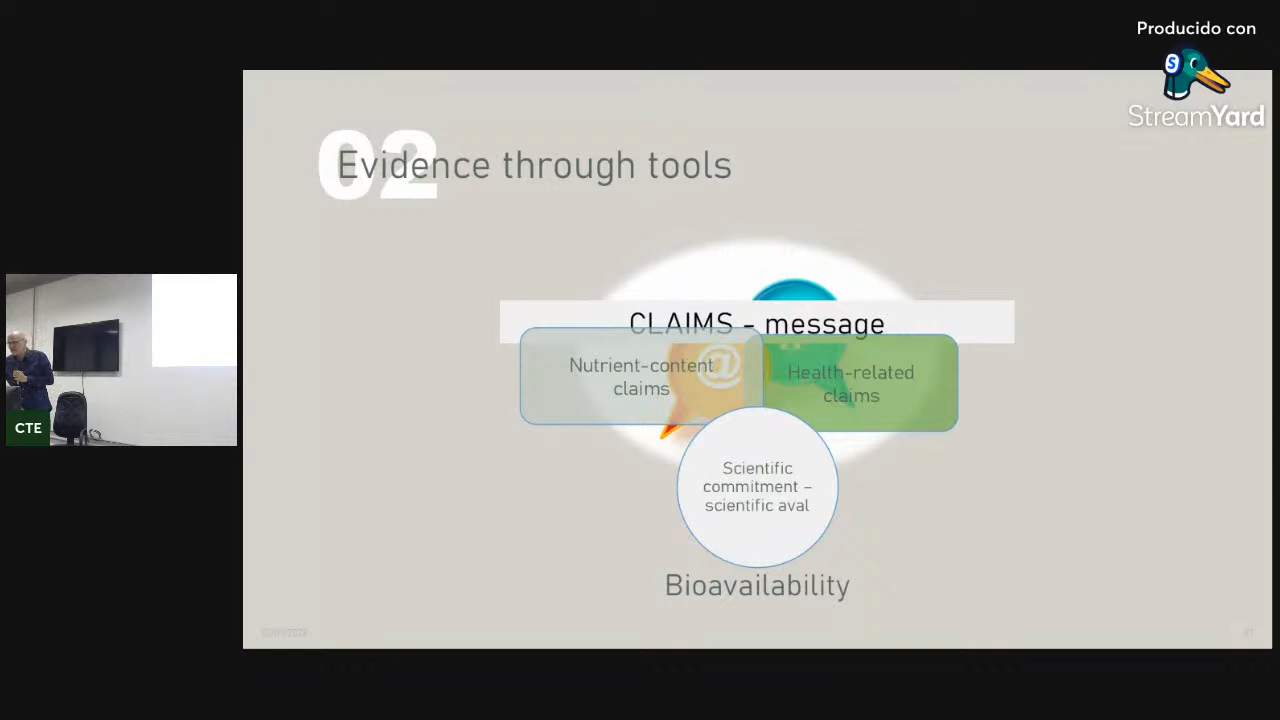 Producido con
StreamYard
02
Evidence through tools
CLAIMS - message
Nutrient-content
claims
@
Health-related
claims
Scientific
commitment –
scientific aval
Bioavailability
CTE